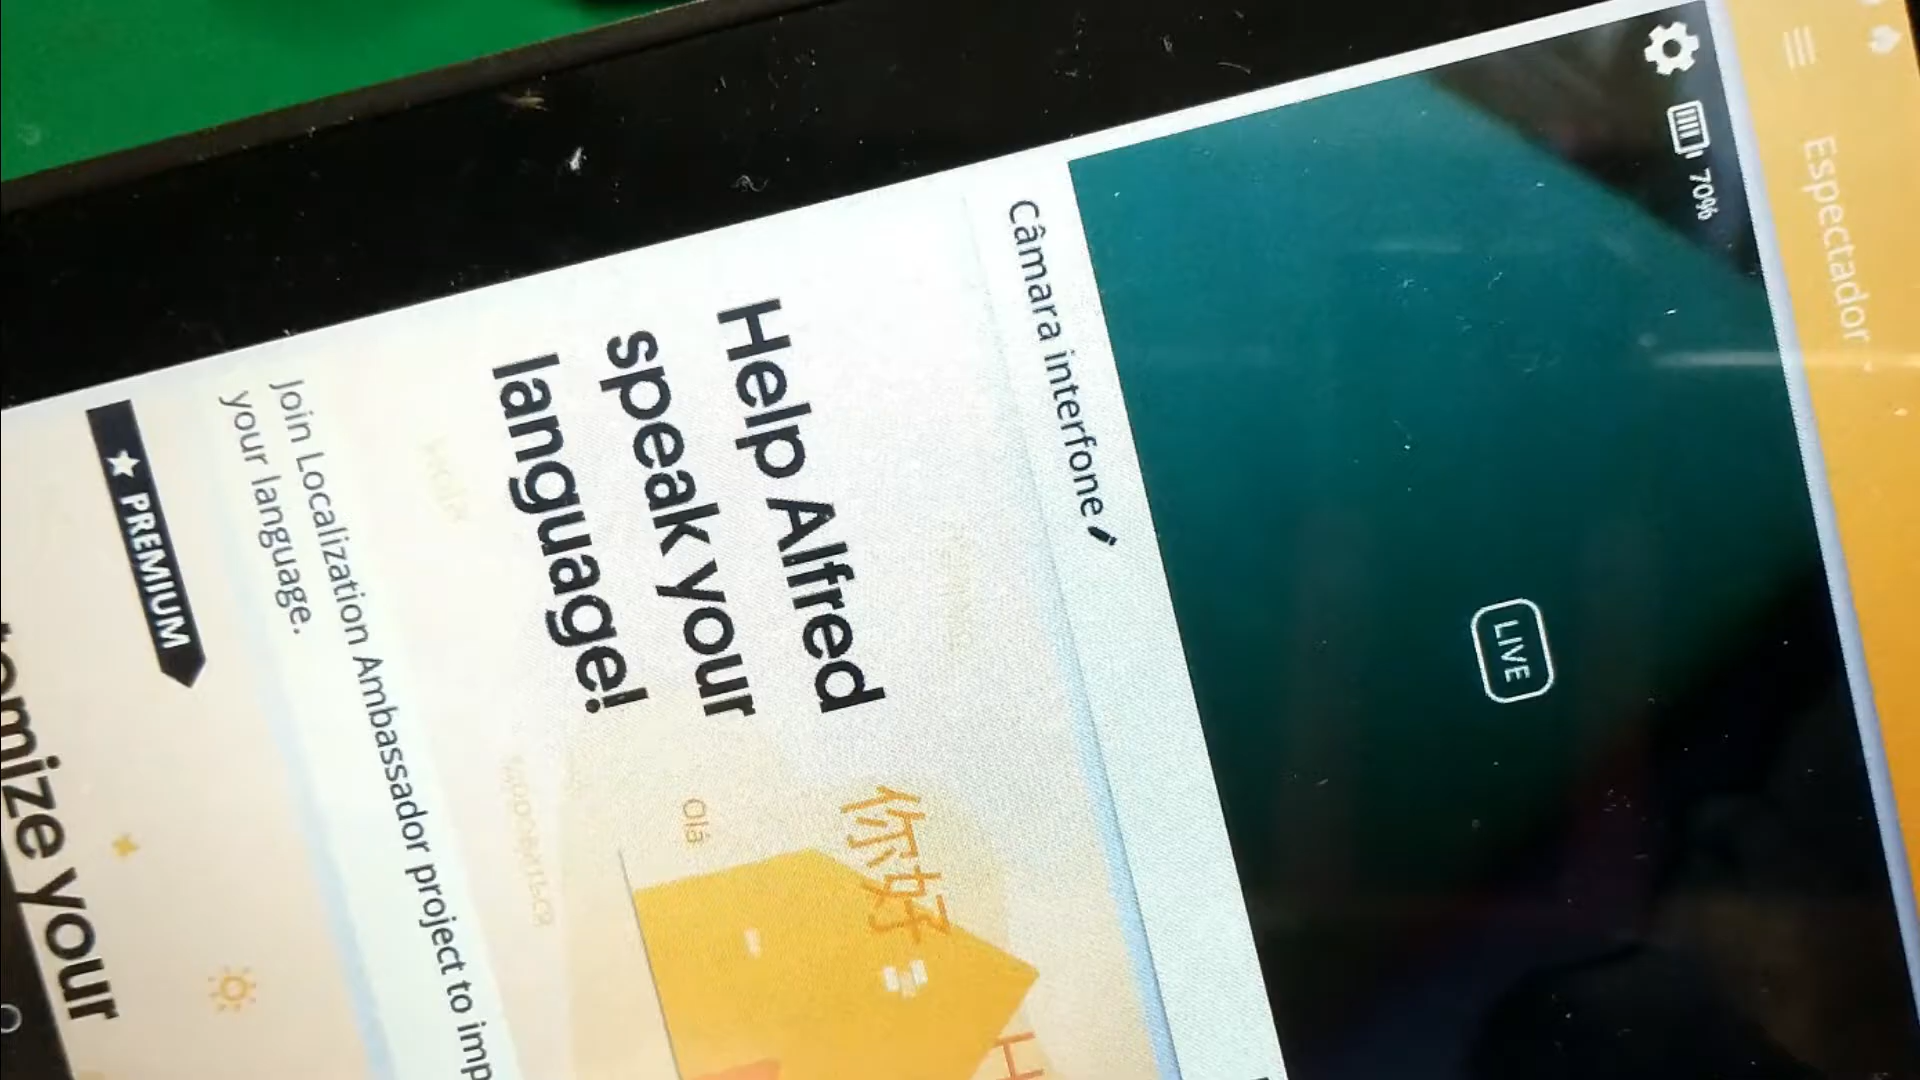 Espectador
70%
LIVE
Câmara interfone
Help Alfred
speak your
language!
你好
Olá
Join Localization Ambassador project to imp
your language.
PREMIUM
tomize your